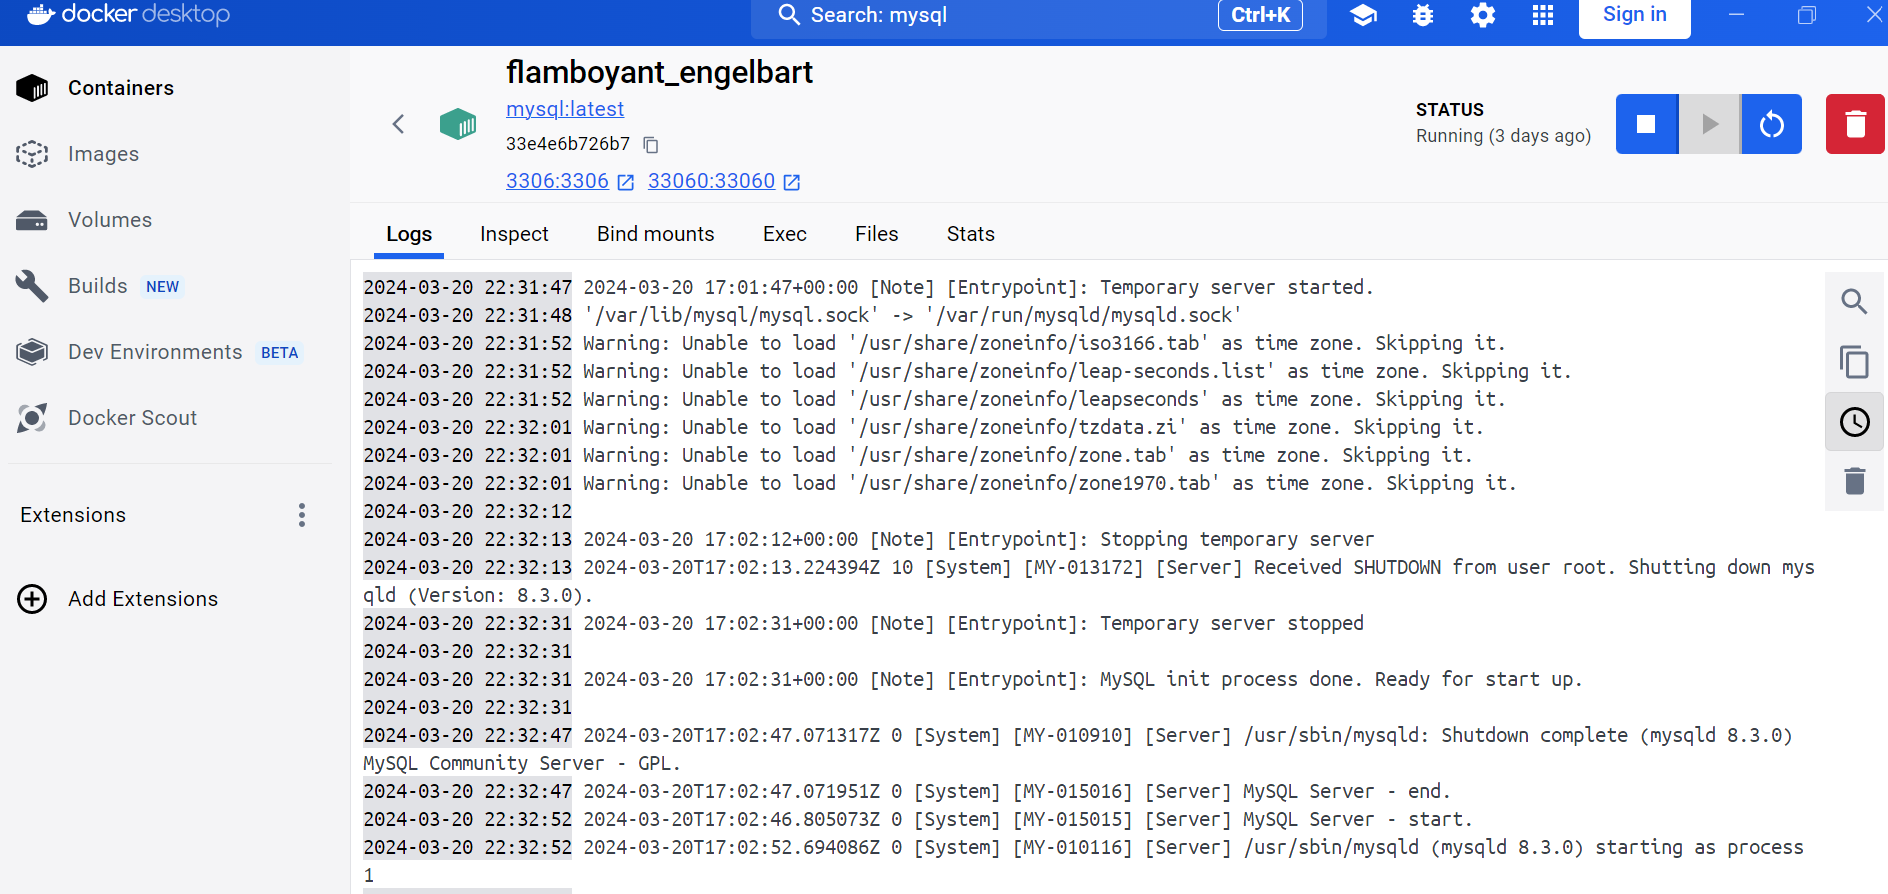 docker desktop
Search: mysql
Ctrl+K
Sign in
Containers
Images
Volumes
Builds NEW
Dev Environments BETA
Docker Scout
Extensions
Add Extensions
flamboyant_engelbart
mysql:latest
33e4e6b726b7
3306:3306 33060:33060
STATUS
Running (3 days ago)
Logs Inspect Bind mounts Exec Files Stats
2024-03-20 22:31:47 2024-03-20 17:01:47+00:00 [Note] [Entrypoint]: Temporary server started.
2024-03-20 22:31:48 '/var/lib/mysql/mysql.sock' -> '/var/run/mysqld/mysqld.sock'
2024-03-20 22:31:52 Warning: Unable to load '/usr/share/zoneinfo/iso3166.tab' as time zone. Skipping it.
2024-03-20 22:31:52 Warning: Unable to load '/usr/share/zoneinfo/leap-seconds.list' as time zone. Skipping it.
2024-03-20 22:31:52 Warning: Unable to load '/usr/share/zoneinfo/leapseconds' as time zone. Skipping it.
2024-03-20 22:32:01 Warning: Unable to load '/usr/share/zoneinfo/tzdata.zi' as time zone. Skipping it.
2024-03-20 22:32:01 Warning: Unable to load '/usr/share/zoneinfo/zone.tab' as time zone. Skipping it.
2024-03-20 22:32:01 Warning: Unable to load '/usr/share/zoneinfo/zone1970.tab' as time zone. Skipping it.
2024-03-20 22:32:12
2024-03-20 22:32:13 2024-03-20 17:02:12+00:00 [Note] [Entrypoint]: Stopping temporary server
2024-03-20 22:32:13 2024-03-20T17:02:13.224394Z 10 [System] [MY-013172] [Server] Received SHUTDOWN from user root. Shutting down mys
qld (Version: 8.3.0).
2024-03-20 22:32:31 2024-03-20 17:02:31+00:00 [Note] [Entrypoint]: Temporary server stopped
2024-03-20 22:32:31
2024-03-20 22:32:31 2024-03-20 17:02:31+00:00 [Note] [Entrypoint]: MySQL init process done. Ready for start up.
2024-03-20 22:32:31
2024-03-20 22:32:47 2024-03-20T17:02:47.071317Z 0 [System] [MY-010910] [Server] /usr/sbin/mysqld: Shutdown complete (mysqld 8.3.0)
MySQL Community Server - GPL.
2024-03-20 22:32:47 2024-03-20T17:02:47.071951Z 0 [System] [MY-015016] [Server] MySQL Server - end.
2024-03-20 22:32:52 2024-03-20T17:02:46.805073Z 0 [System] [MY-015015] [Server] MySQL Server - start.
2024-03-20 22:32:52 2024-03-20T17:02:52.694086Z 0 [System] [MY-010116] [Server] /usr/sbin/mysqld (mysqld 8.3.0) starting as process
1